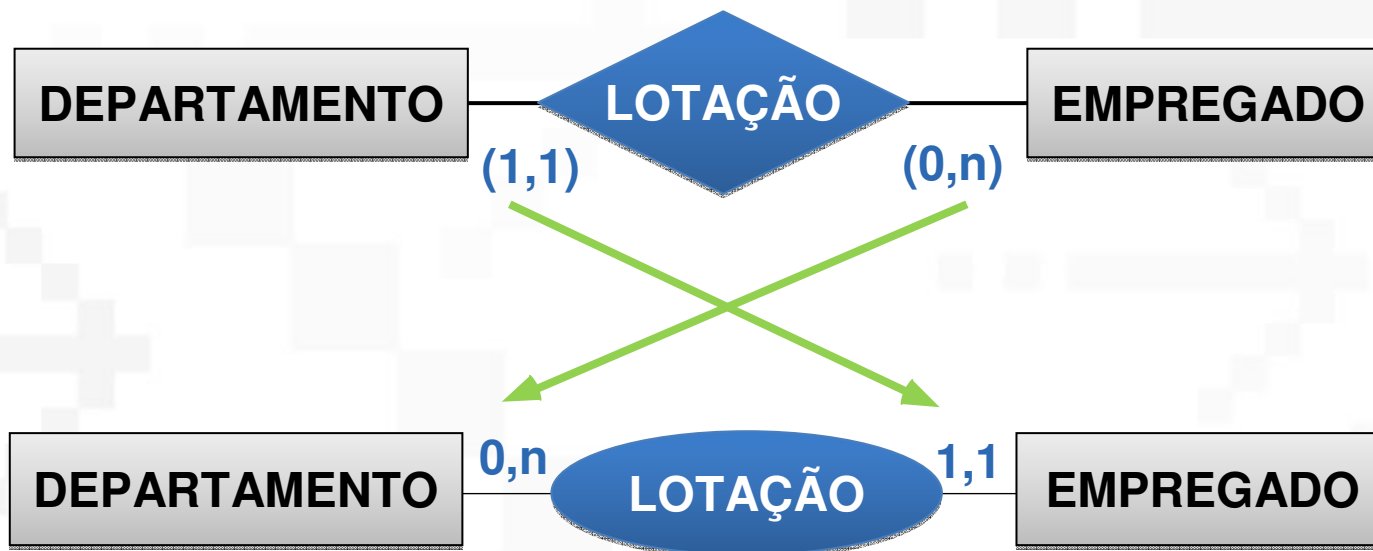 DEPARTAMENTO LOTAÇÃO EMPREGADO
(1,1) (0,n)
0,n 1,1
DEPARTAMENTO LOTAÇÃO EMPREGADO